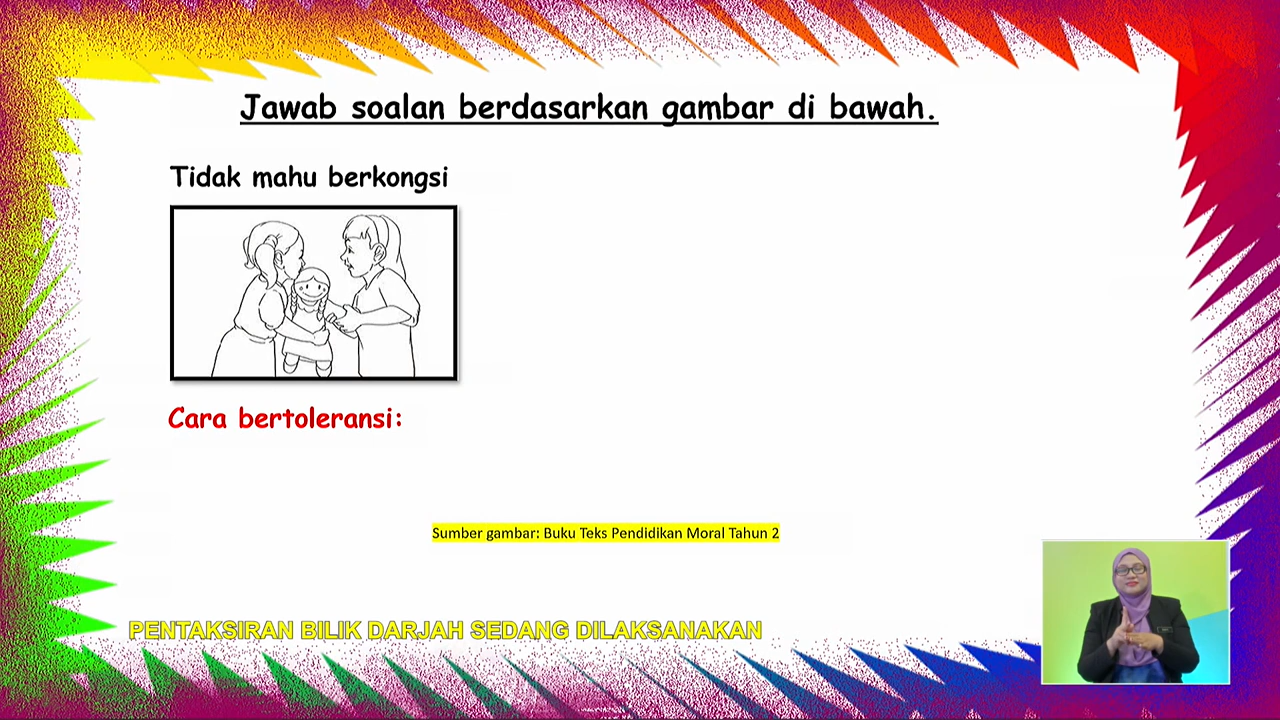 Jawab soalan berdasarkan gambar di bawah.
Tidak mahu berkongsi
Cara bertoleransi:
Sumber gambar: Buku Teks Pendidikan Moral Tahun 2
PENTAKSIRAN BILIK DARJAH SEDANG DILAKSANAKAN